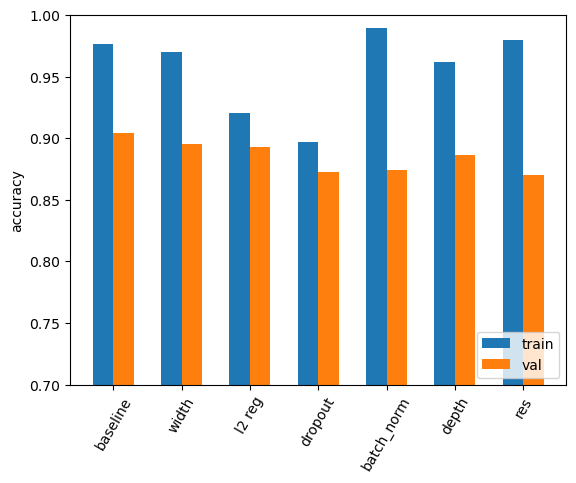 1.00
0.95
0.90
0.85
0.80
0.75
0.70
accuracy
baseline
width
l2 reg
dropout
batch_norm
depth
res
train
val